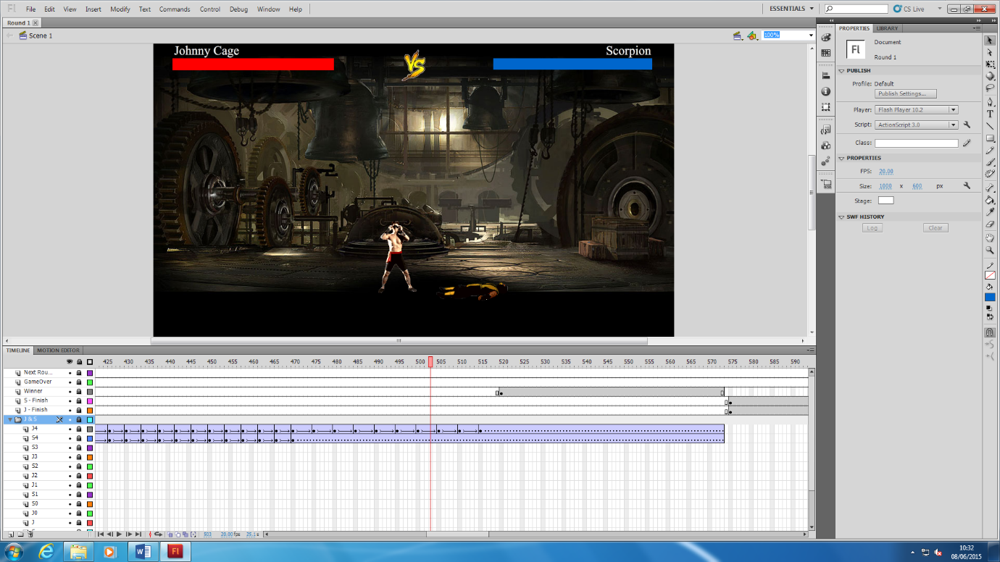 Fl File Edit View Insert Modify Text Commands Control Debug Window Help ESSENTIALS CS Live
Round 1
Scene 1
100%
Johnny Cage VS Scorpion
PROPERTIES LIBRARY
Document
Fl
Round 1
PUBLISH
Profile: Default
Publish Settings...
Player: Flash Player 10.2
Script: ActionScript 3.0
Class:
PROPERTIES
FPS: 20.00
Size: 1000 x 600 px
Stage:
SWF HISTORY
Log Clear
TIMELINE MOTION EDITOR
425 430 435 440 445 450 455 460 465 470 475 480 485 490 495 500 505 510 515 520 525 530 535 540 545 550 555 560 565 570 575 580 585 590
Next Rou...
GameOver
Winner
S - Finish
J - Finish
J & S
J4
S4
S3
J3
S2
J2
J1
S1
S0
J0
J
503 20.00 fps 25.1 s
10:32
08/06/2015